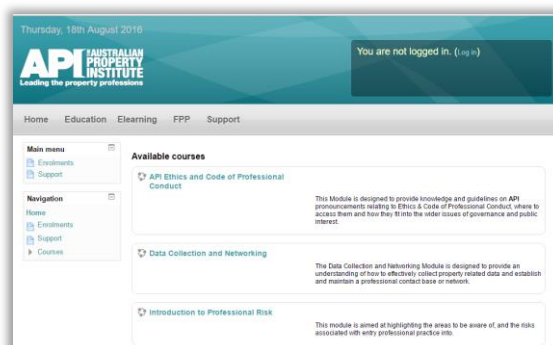 Thursday, 18th August 2016
You are not logged in. (Log in)
API AUSTRALIAN
PROPERTY
INSTITUTE
Leading the property professions
Home Education Elearning FPP Support
Main menu
Enrolments
Support
Navigation
Home
Enrolments
Support
Courses
Available courses
API Ethics and Code of Professional
Conduct
This Module is designed to provide knowledge and guidelines on API
pronouncements relating to Ethics & Code of Professional Conduct, where to
access them and how they fit into the wider issues of governance and public
interest.
Data Collection and Networking
The Data Collection and Networking Module is designed to provide an
understanding of how to effectively collect property related data and establish
and maintain a professional contact base or network.
Introduction to Professional Risk
This module is aimed at highlighting the areas to be aware of, and the risks
associated with entry professional practice into.